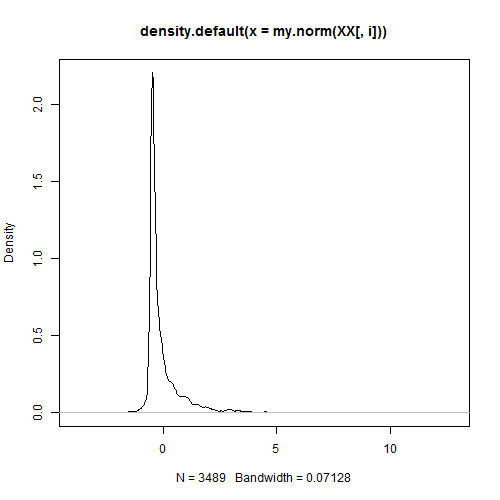 density.default(x = my.norm(XX[, i]))
Density
2.0
1.5
1.0
0.5
0.0
0 5 10
N = 3489 Bandwidth = 0.07128